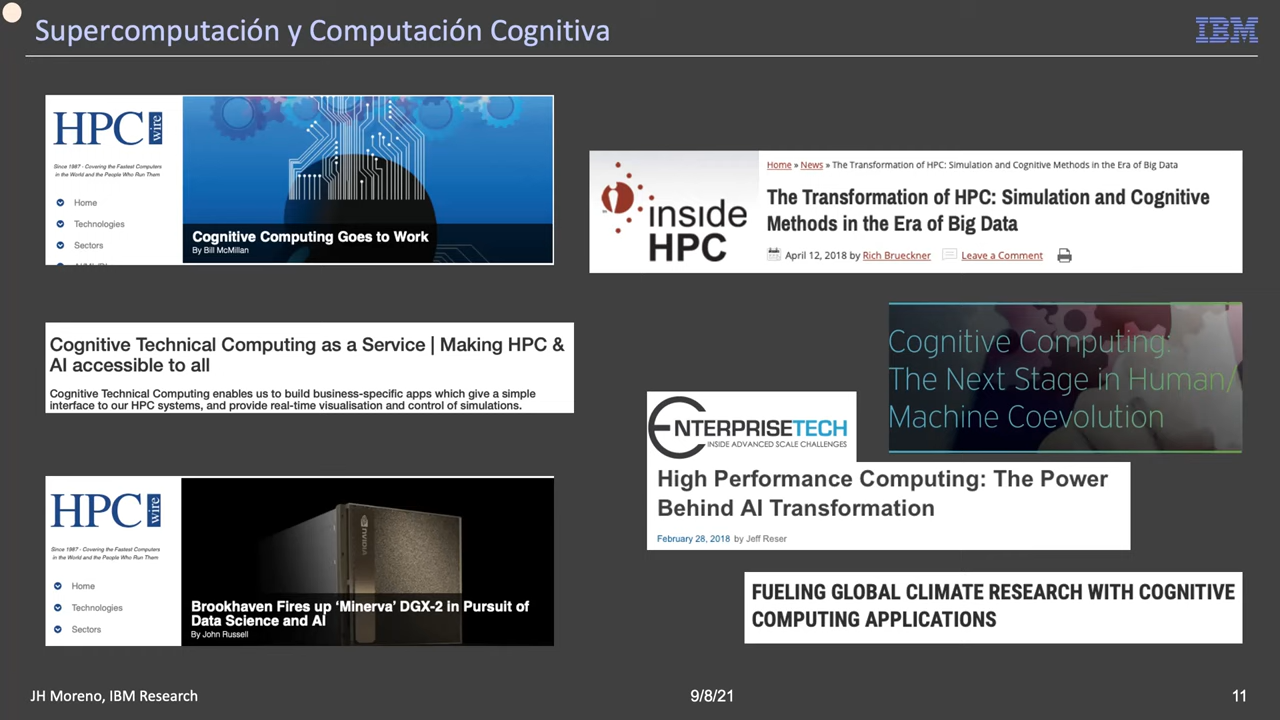 Supercomputación y Computación Cognitiva
IBM
HPC wire
Since 1987 - Covering the Fastest Computers
in the World and the People Who Run Them
Home
Technologies
Sectors
Cognitive Computing Goes to Work
By Bill McMillan
inside
HPC
Home » News » The Transformation of HPC: Simulation and Cognitive Methods in the Era of Big Data
The Transformation of HPC: Simulation and Cognitive
Methods in the Era of Big Data
April 12, 2018 by Rich Brueckner Leave a Comment
Cognitive Technical Computing as a Service | Making HPC &
AI accessible to all
Cognitive Technical Computing enables us to build business-specific apps which give a simple
interface to our HPC systems, and provide real-time visualisation and control of simulations.
Cognitive Computing:
The Next Stage in Human/
Machine Coevolution
ENTERPRISETECH
INSIDE ADVANCED SCALE CHALLENGES
High Performance Computing: The Power
Behind AI Transformation
February 28, 2018 by Jeff Reser
HPC wire
Since 1987 - Covering the Fastest Computers
in the World and the People Who Run Them
Home
Technologies
Sectors
NVIDIA
Brookhaven Fires up ‘Minerva’ DGX-2 in Pursuit of
Data Science and AI
By John Russell
FUELING GLOBAL CLIMATE RESEARCH WITH COGNITIVE
COMPUTING APPLICATIONS
JH Moreno, IBM Research
9/8/21
11